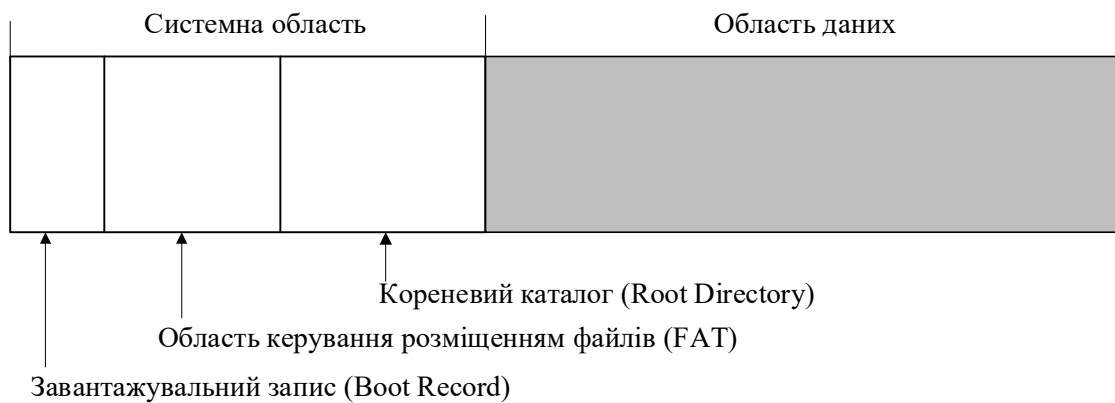 Системна область
Область даних
Кореневий каталог (Root Directory)
Область керування розміщенням файлів (FAT)
Завантажувальний запис (Boot Record)